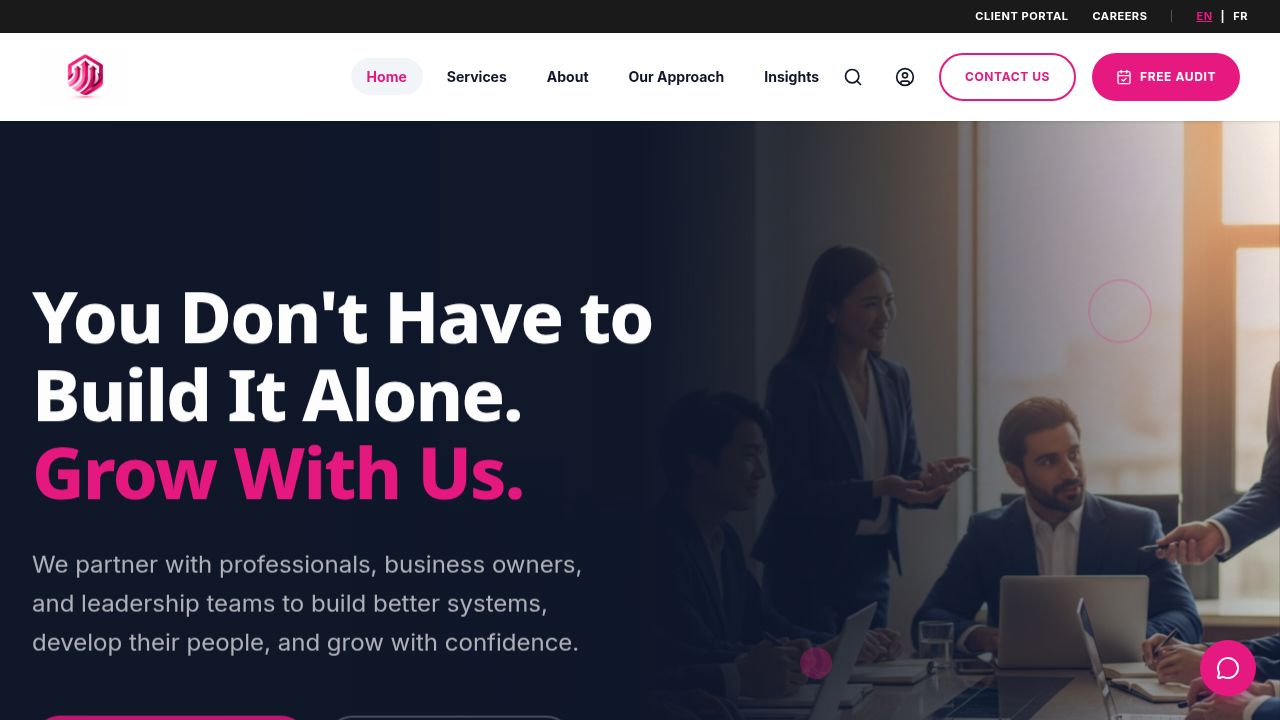 CLIENT PORTAL CAREERS EN | FR
Home Services About Our Approach Insights CONTACT US FREE AUDIT
You Don't Have to
Build It Alone.
Grow With Us.
We partner with professionals, business owners,
and leadership teams to build better systems,
develop their people, and grow with confidence.